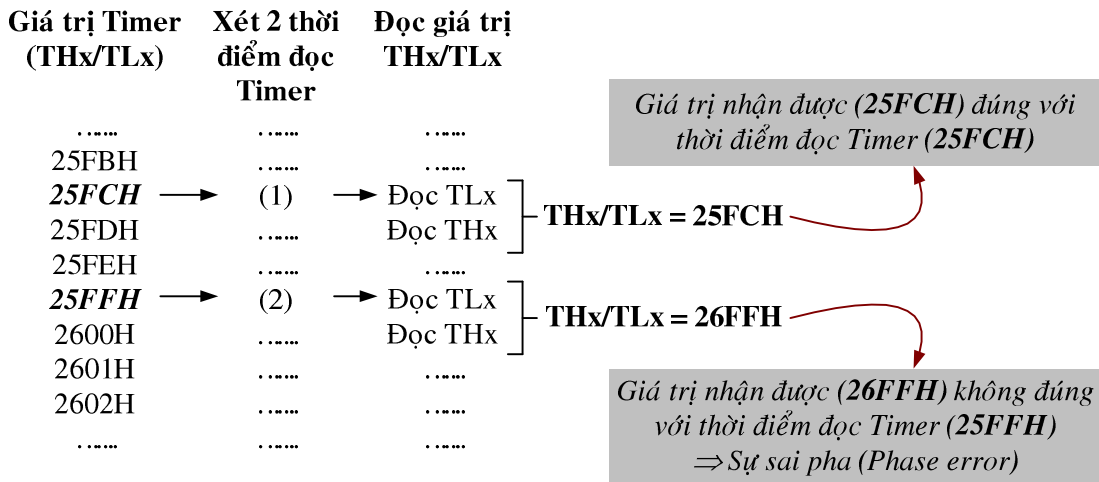 Giá trị Timer
(THx/TLx)
Xét 2 thời
điểm đọc
Timer
Đọc giá trị
THx/TLx
……. ……. …….
25FBH ……. …….
25FCH (1) Đọc TLx
25FDH ……. Đọc THx
25FEH ……. …….
25FFH (2) Đọc TLx
2600H ……. Đọc THx
2601H ……. …….
2602H ……. …….
……. ……. …….
THx/TLx = 25FCH
THx/TLx = 26FFH
Giá trị nhận được (25FCH) đúng với
thời điểm đọc Timer (25FCH)
Giá trị nhận được (26FFH) không đúng
với thời điểm đọc Timer (25FFH)
⇒ Sự sai pha (Phase error)